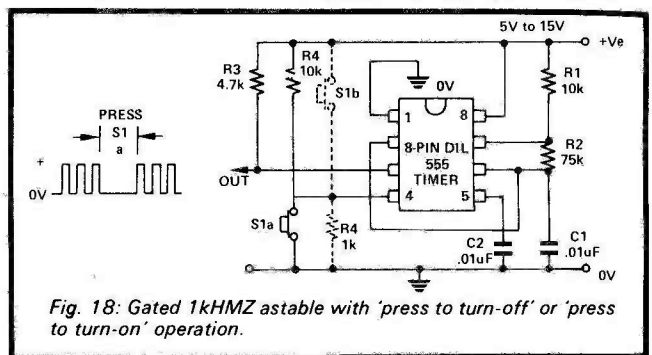 5V to 15V
+Ve
R3
4.7k
R4
10k
S1b
0V
R1
10k
PRESS
S1
a
1
8
8-PIN DIL
555
TIMER
R2
75k
+
0V
OUT
4
5
S1a
R4
1k
C2
.01uF
C1
.01uF
0V
Fig. 18: Gated 1kHMZ astable with 'press to turn-off' or 'press
to turn-on' operation.